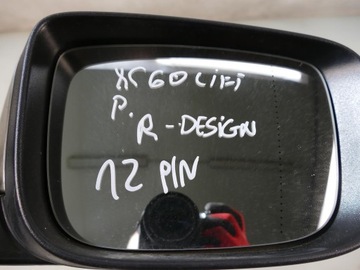 XC60 LIFT
P.
R-DESIGN
12 PIN